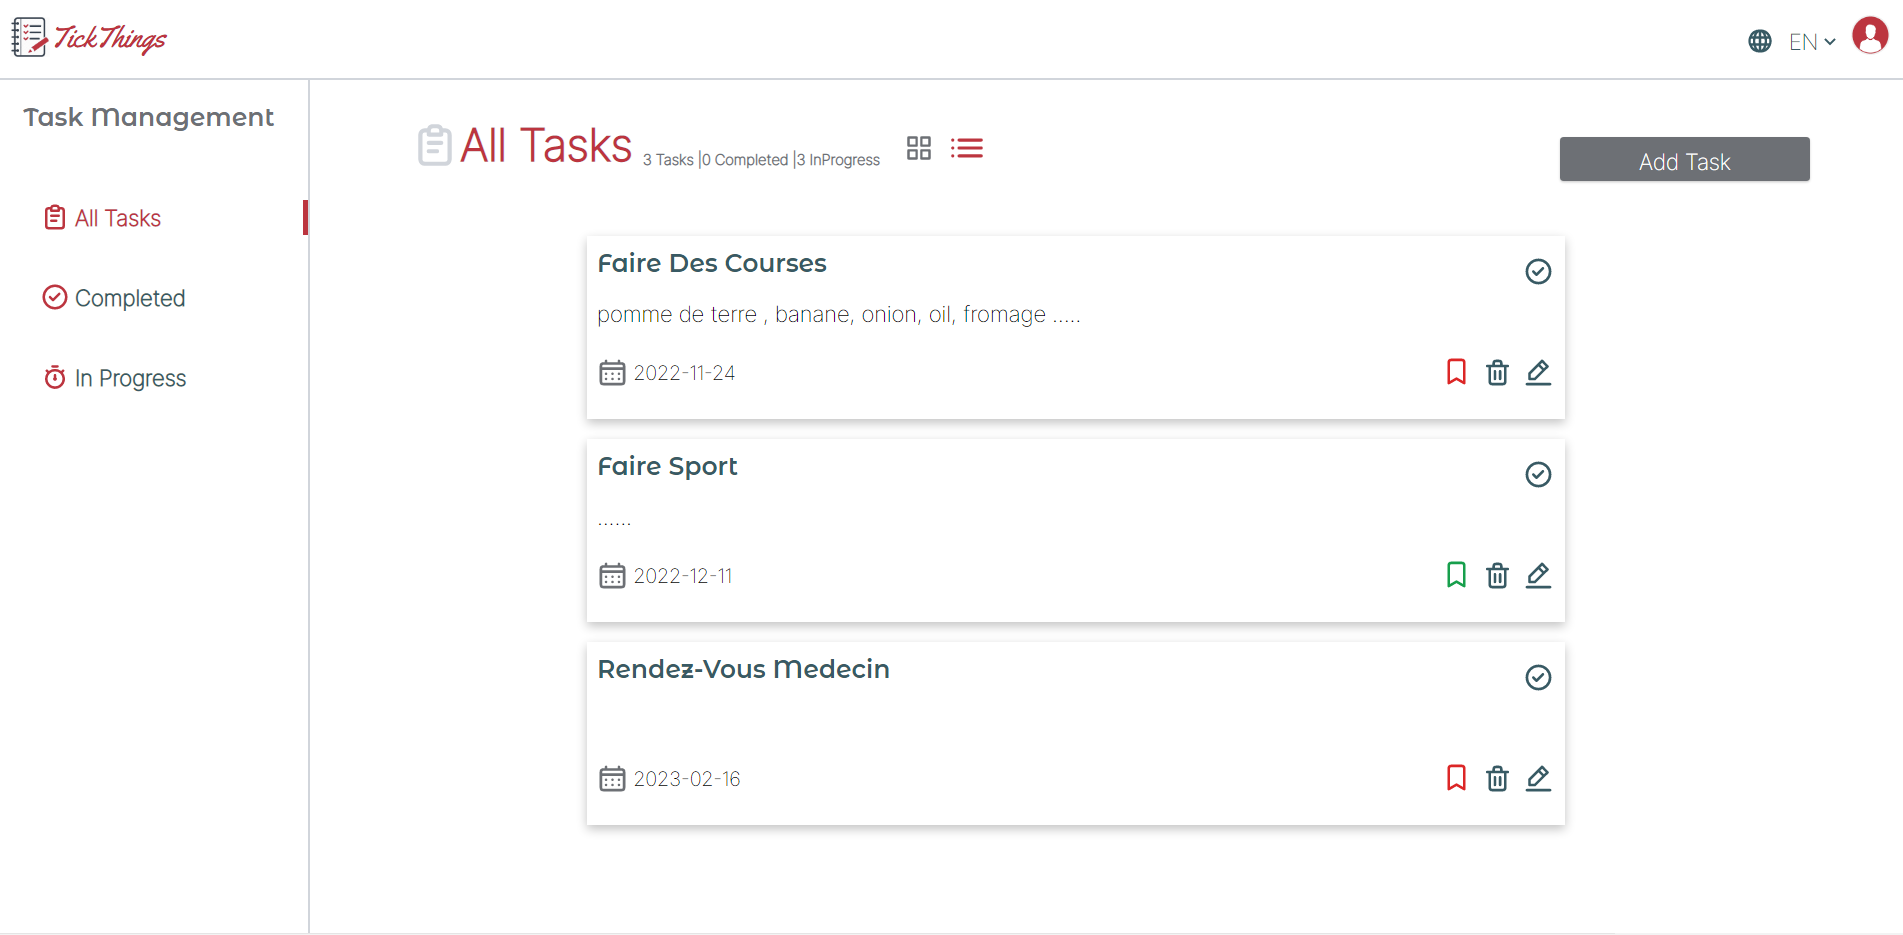 TickThings
EN
Task Management
All Tasks
Completed
In Progress
All Tasks 3 Tasks |0 Completed |3 InProgress
Add Task
Faire Des Courses
pomme de terre , banane, onion, oil, fromage .....
2022-11-24
Faire Sport
......
2022-12-11
Rendez-Vous Medecin
2023-02-16